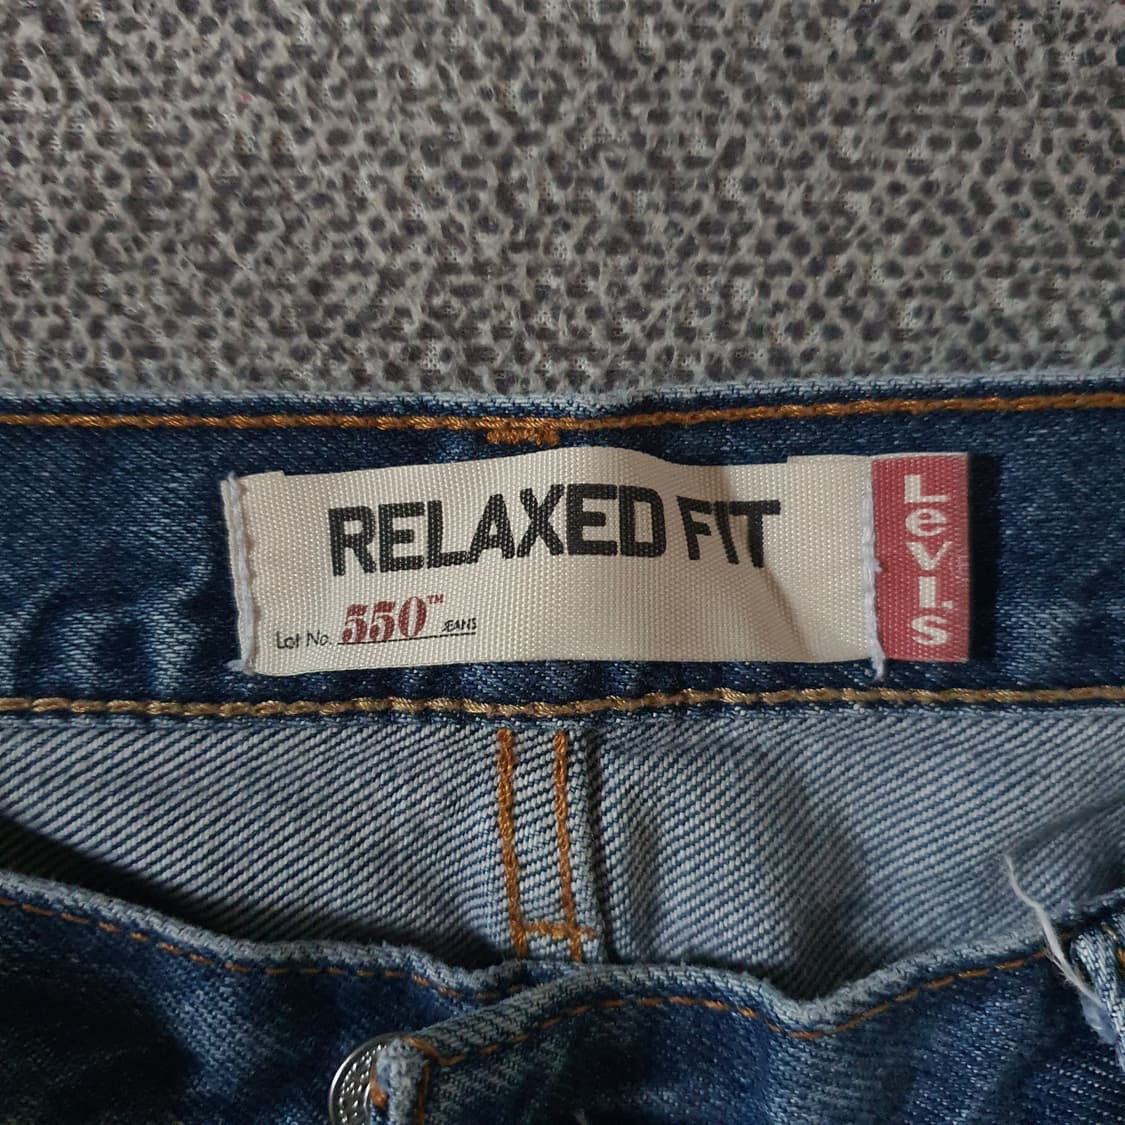 RELAXED FIT
Lot No. 550™ JEANS
LevI.s